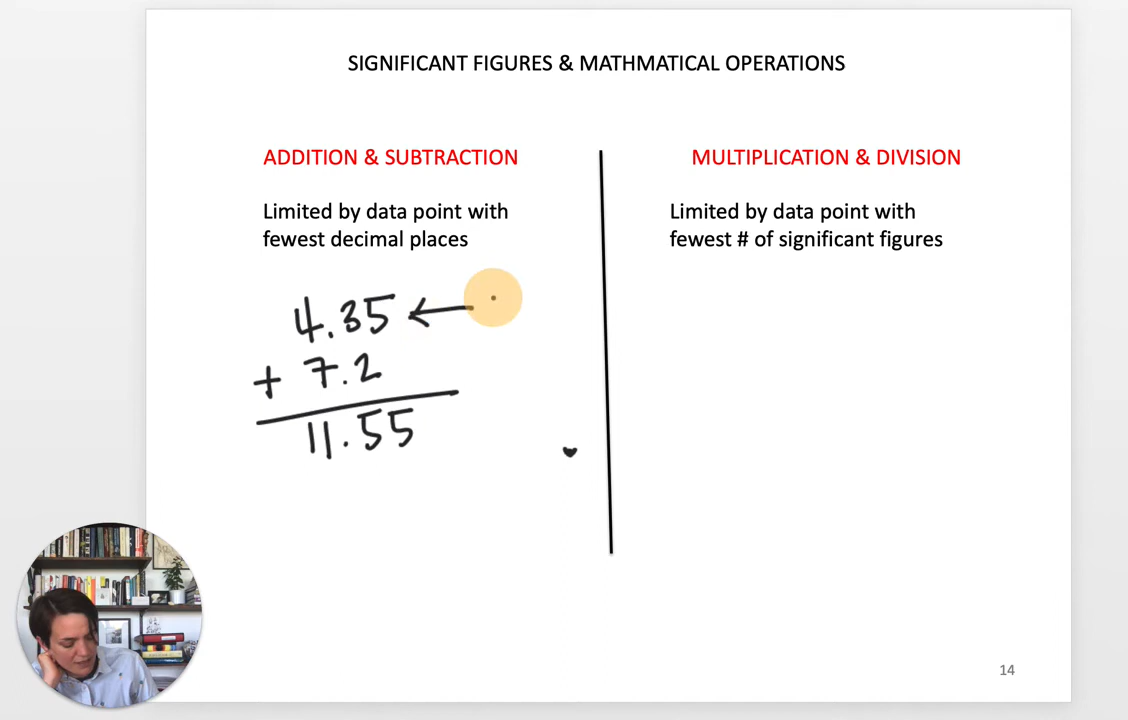 SIGNIFICANT FIGURES & MATHMATICAL OPERATIONS
ADDITION & SUBTRACTION
Limited by data point with
fewest decimal places
4.35
+ 7.2
11.55
MULTIPLICATION & DIVISION
Limited by data point with
fewest # of significant figures
14